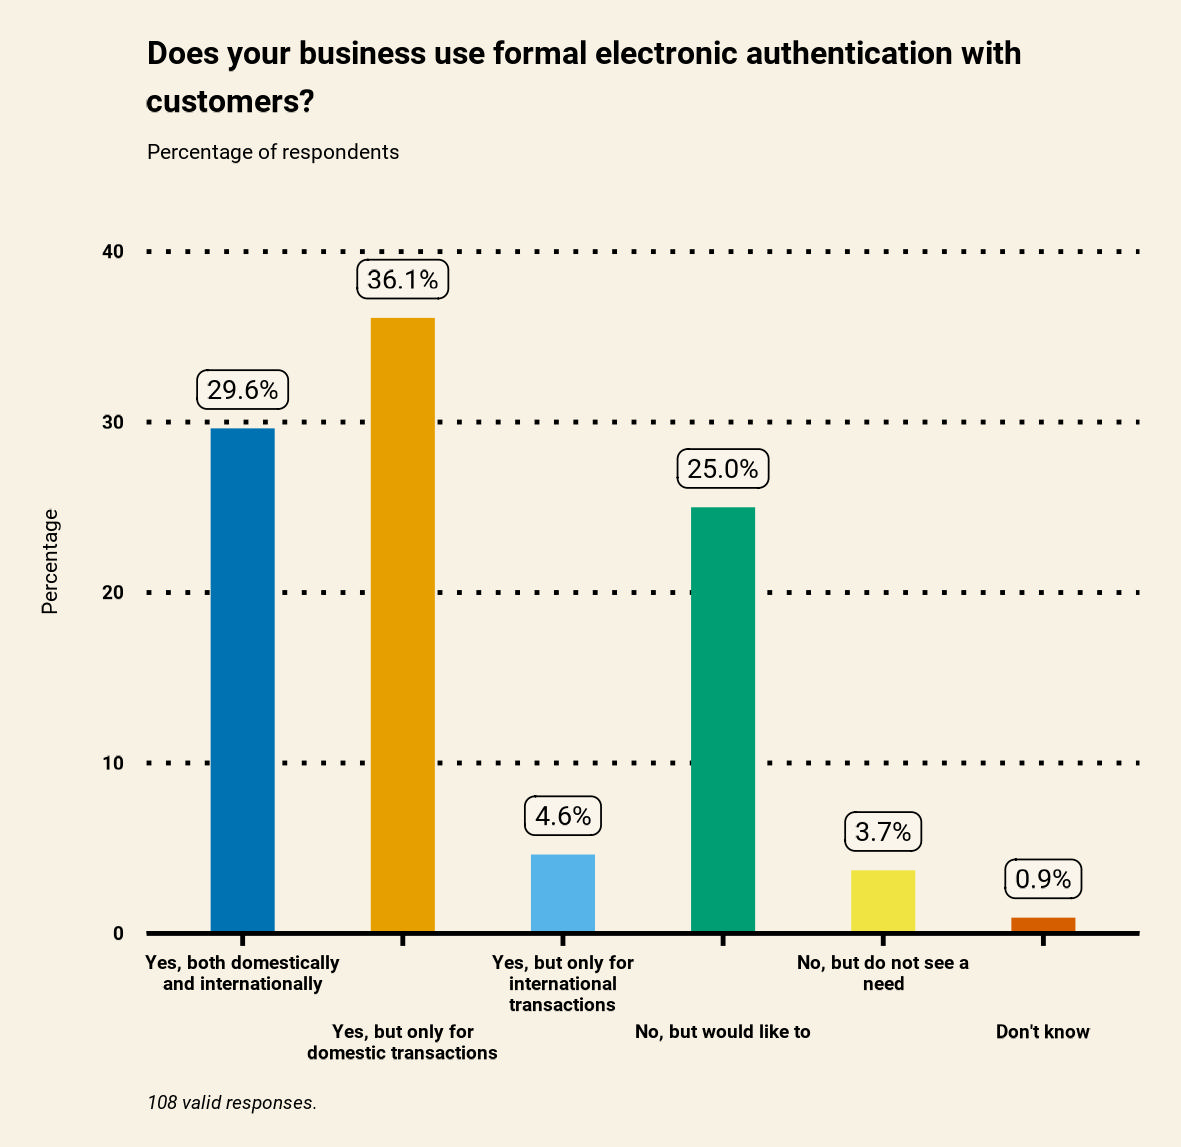 Does your business use formal electronic authentication with
customers?
Percentage of respondents
Percentage
40
30
20
10
0
29.6%
36.1%
4.6%
25.0%
3.7%
0.9%
Yes, both domestically
and internationally
Yes, but only for
domestic transactions
Yes, but only for
international
transactions
No, but would like to
No, but do not see a
need
Don't know
108 valid responses.